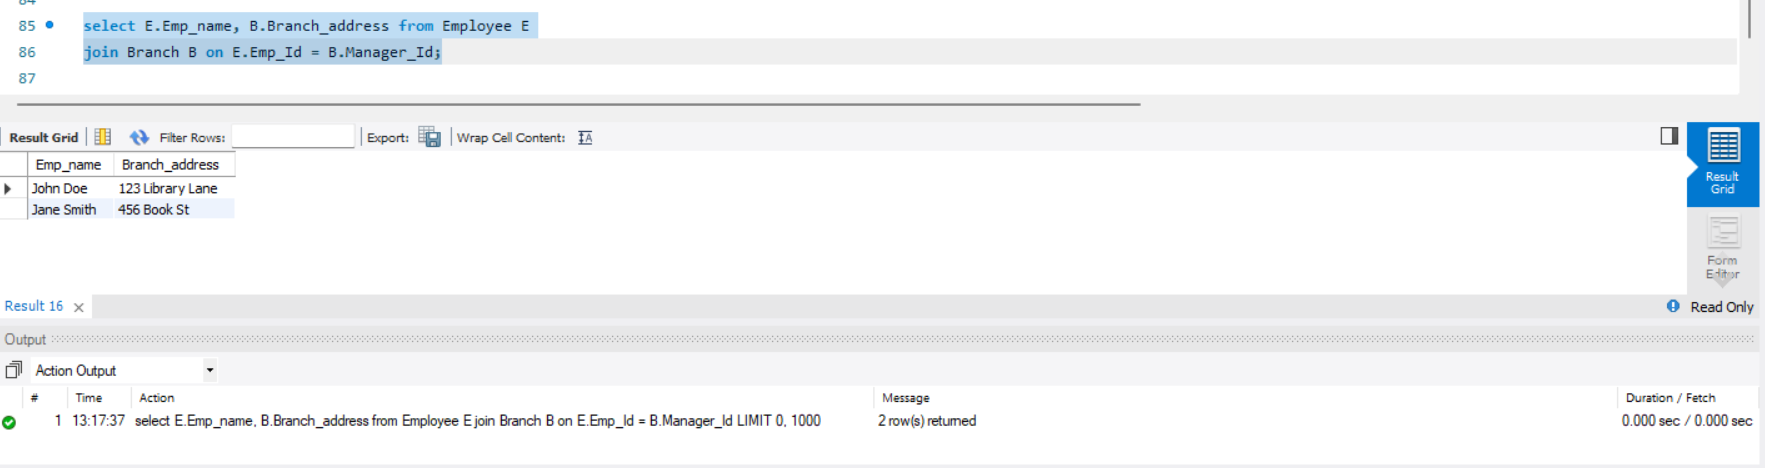 84
85 select E.Emp_name, B.Branch_address from Employee E
86 join Branch B on E.Emp_Id = B.Manager_Id;
87
Result Grid Filter Rows: Export: Wrap Cell Content: IA
Emp_name Branch_address
John Doe 123 Library Lane
Jane Smith 456 Book St
Result
Grid
Form
Editor
Result 16 × Read Only
Output
Action Output
# Time Action Message Duration / Fetch
1 13:17:37 select E.Emp_name, B.Branch_address from Employee E join Branch B on E.Emp_Id = B.Manager_Id LIMIT 0, 1000 2 row(s) returned 0.000 sec / 0.000 sec